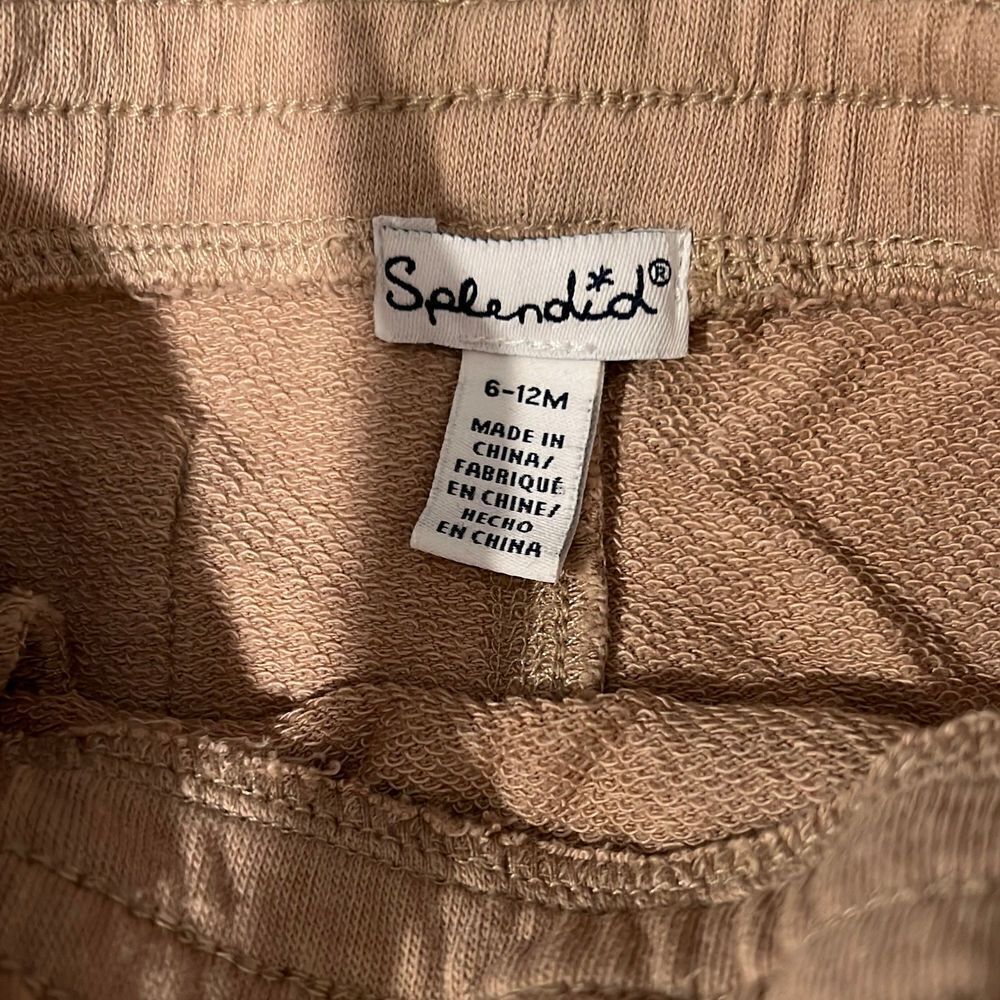 Splendid®
6-12M
MADE IN
CHINA/
FABRIQUÉ
EN CHINE/
HECHO
EN CHINA